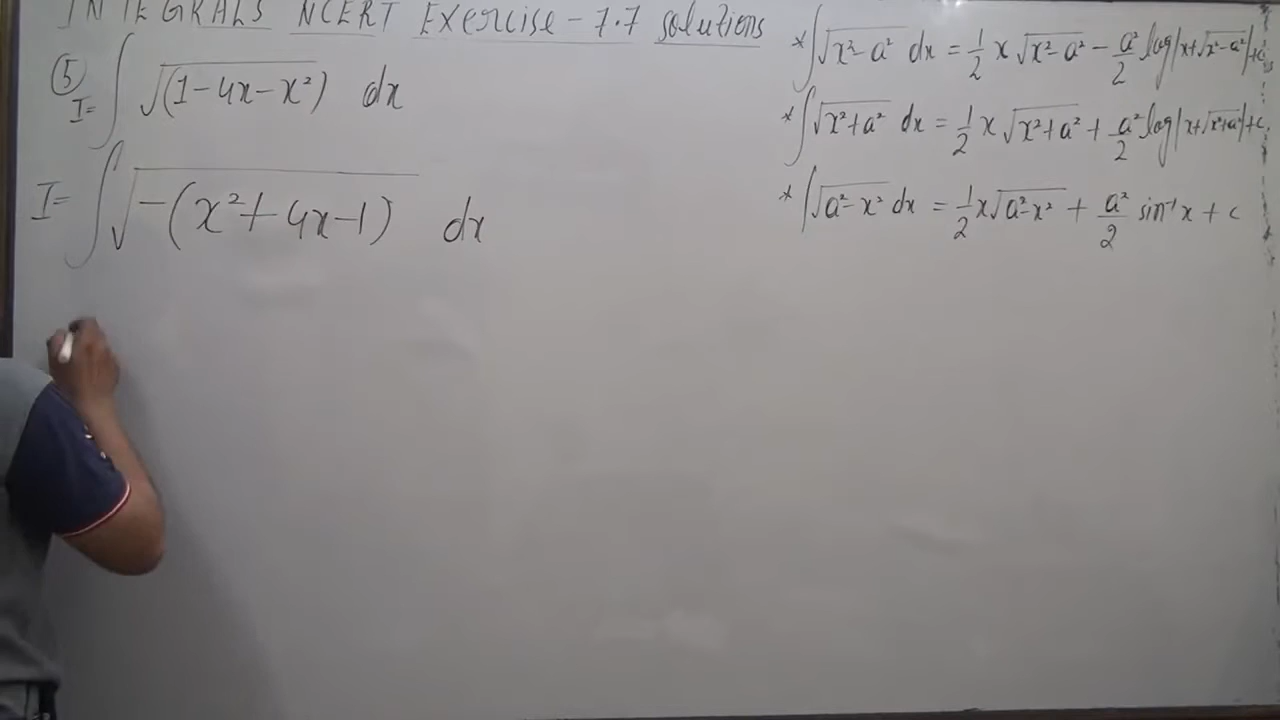 INTEGRALS NCERT Exercise - 7.7 solutions
⑤ I = ∫ √(1-4x-x²) dx
I = ∫ √-(x²+4x-1) dx
* ∫√x²-a² dx = 1/2 x √x²-a² - a²/2 log|x+√x²-a²|+c
* ∫√x²+a² dx = 1/2 x √x²+a² + a²/2 log|x+√x²+a²|+c
* ∫√a²-x² dx = 1/2 x√a²-x² + a²/2 sin⁻¹x + c